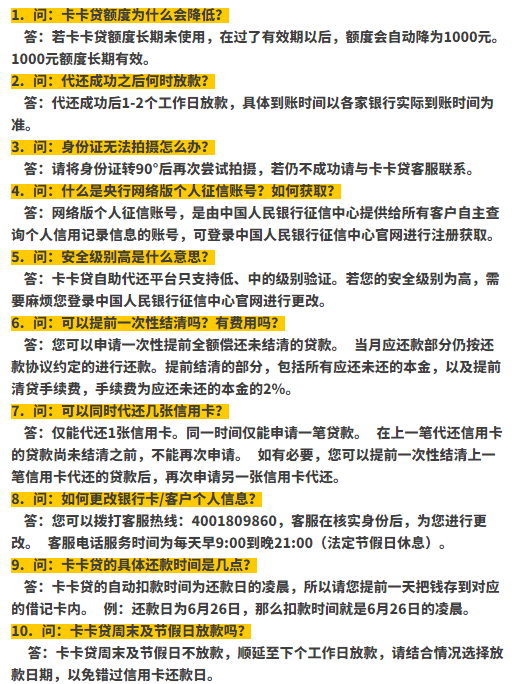 1. 问：卡卡贷额度为什么会降低？
答：若卡卡贷额度长期未使用，在过了有效期以后，额度会自动降为1000元。
1000元额度长期有效。
2. 问：代还成功之后何时放款？
答：代还成功后1-2个工作日放款，具体到账时间以各家银行实际到账时间为
准。
3. 问：身份证无法拍摄怎么办？
答：请将身份证转90°后再次尝试拍摄，若仍不成功请与卡卡贷客服联系。
4. 问：什么是央行网络版个人征信账号？如何获取？
答：网络版个人征信账号，是由中国人民银行征信中心提供给所有客户自主查
询个人信用记录信息的账号，可登录中国人民银行征信中心官网进行注册获取。
5. 问：安全级别高是什么意思？
答：卡卡贷自助代还平台只支持低、中的级别验证。若您的安全级别为高，需
要麻烦您登录中国人民银行征信中心官网进行更改。
6. 问：可以提前一次性结清吗？有费用吗？
答：您可以申请一次性提前全额偿还未结清的贷款。 当月应还款部分仍按还
款协议约定的进行还款。提前结清的部分，包括所有应还未还的本金，以及提前
清贷手续费，手续费为应还未还的本金的2%。
7. 问：可以同时代还几张信用卡？
答：仅能代还1张信用卡。同一时间仅能申请一笔贷款。 在上一笔代还信用卡
的贷款尚未结清之前，不能再次申请。 如有必要，您可以提前一次性结清上一
笔信用卡代还的贷款后，再次申请另一张信用卡代还。
8. 问：如何更改银行卡/客户个人信息？
答：您可以拨打客服热线：4001809860，客服在核实身份后，为您进行更
改。 客服电话服务时间为每天早9:00到晚21:00（法定节假日休息）。
9. 问：卡卡贷的具体还款时间是几点？
答：卡卡贷的自动扣款时间为还款日的凌晨，所以请您提前一天把钱存到对应
的借记卡内。 例：还款日为6月26日，那么扣款时间就是6月26日的凌晨。
10. 问：卡卡贷周末及节假日放款吗？
答：卡卡贷周末及节假日不放款，顺延至下个工作日放款，请结合情况选择放
款日期，以免错过信用卡还款日。